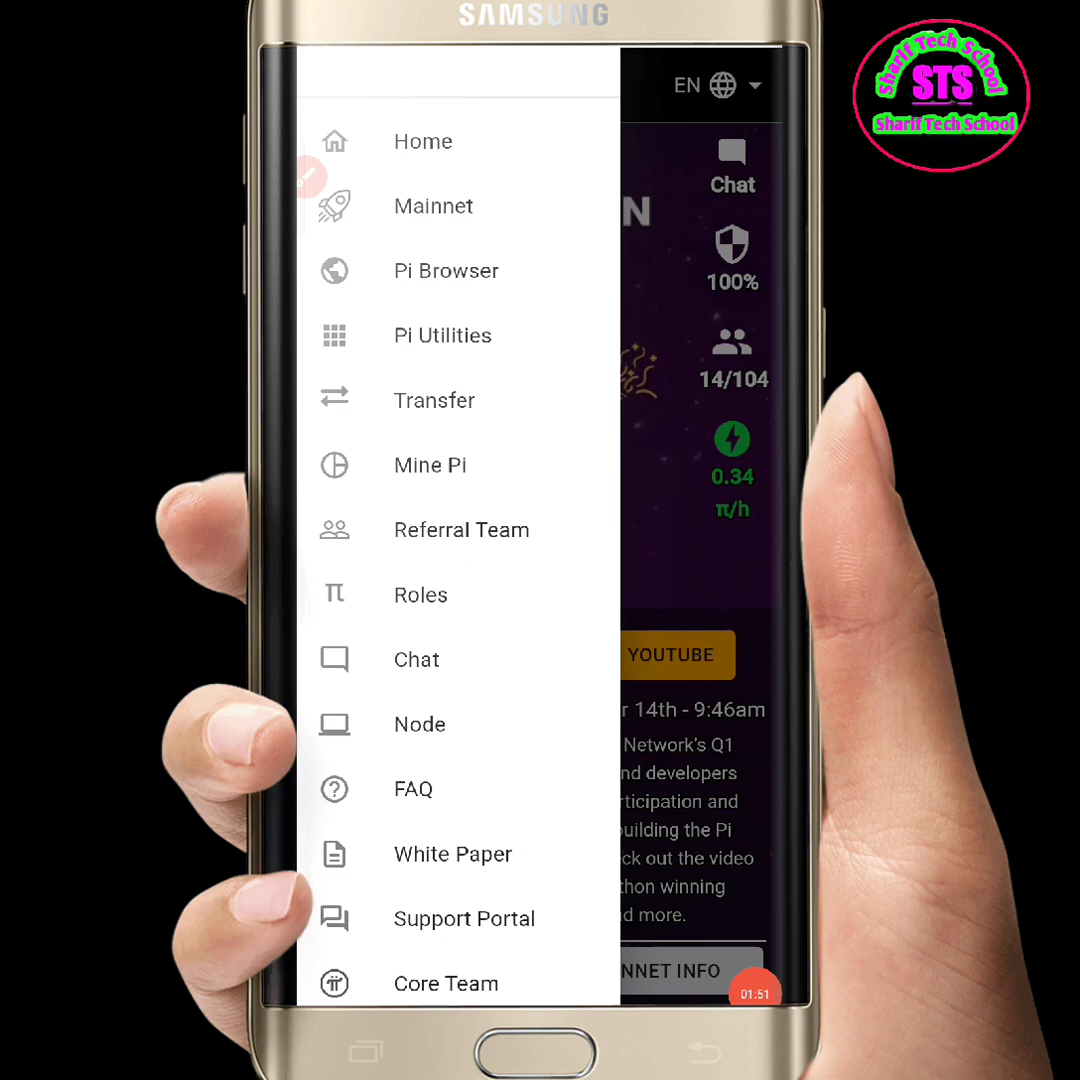 SAMSUNG
Sharif Tech School
STS
Sharif Tech School
EN
Home
Mainnet
Pi Browser
Pi Utilities
Transfer
Mine Pi
Referral Team
Roles
Chat
Node
FAQ
White Paper
Support Portal
Core Team
N
Chat
100%
14/104
0.34
π/h
YOUTUBE
r 14th - 9:46am
Network's Q1
nd developers
rticipation and
building the Pi
ck out the video
thon winning
d more.
NNET INFO
01:51